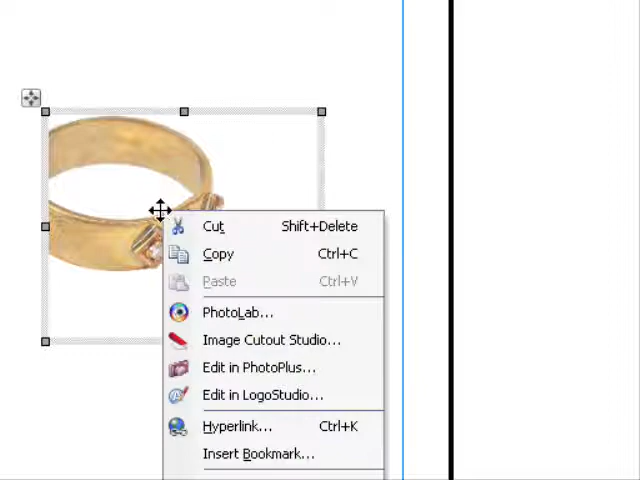 Cut Shift+Delete
Copy Ctrl+C
Paste Ctrl+V
PhotoLab...
Image Cutout Studio...
Edit in PhotoPlus...
Edit in LogoStudio...
Hyperlink... Ctrl+K
Insert Bookmark...